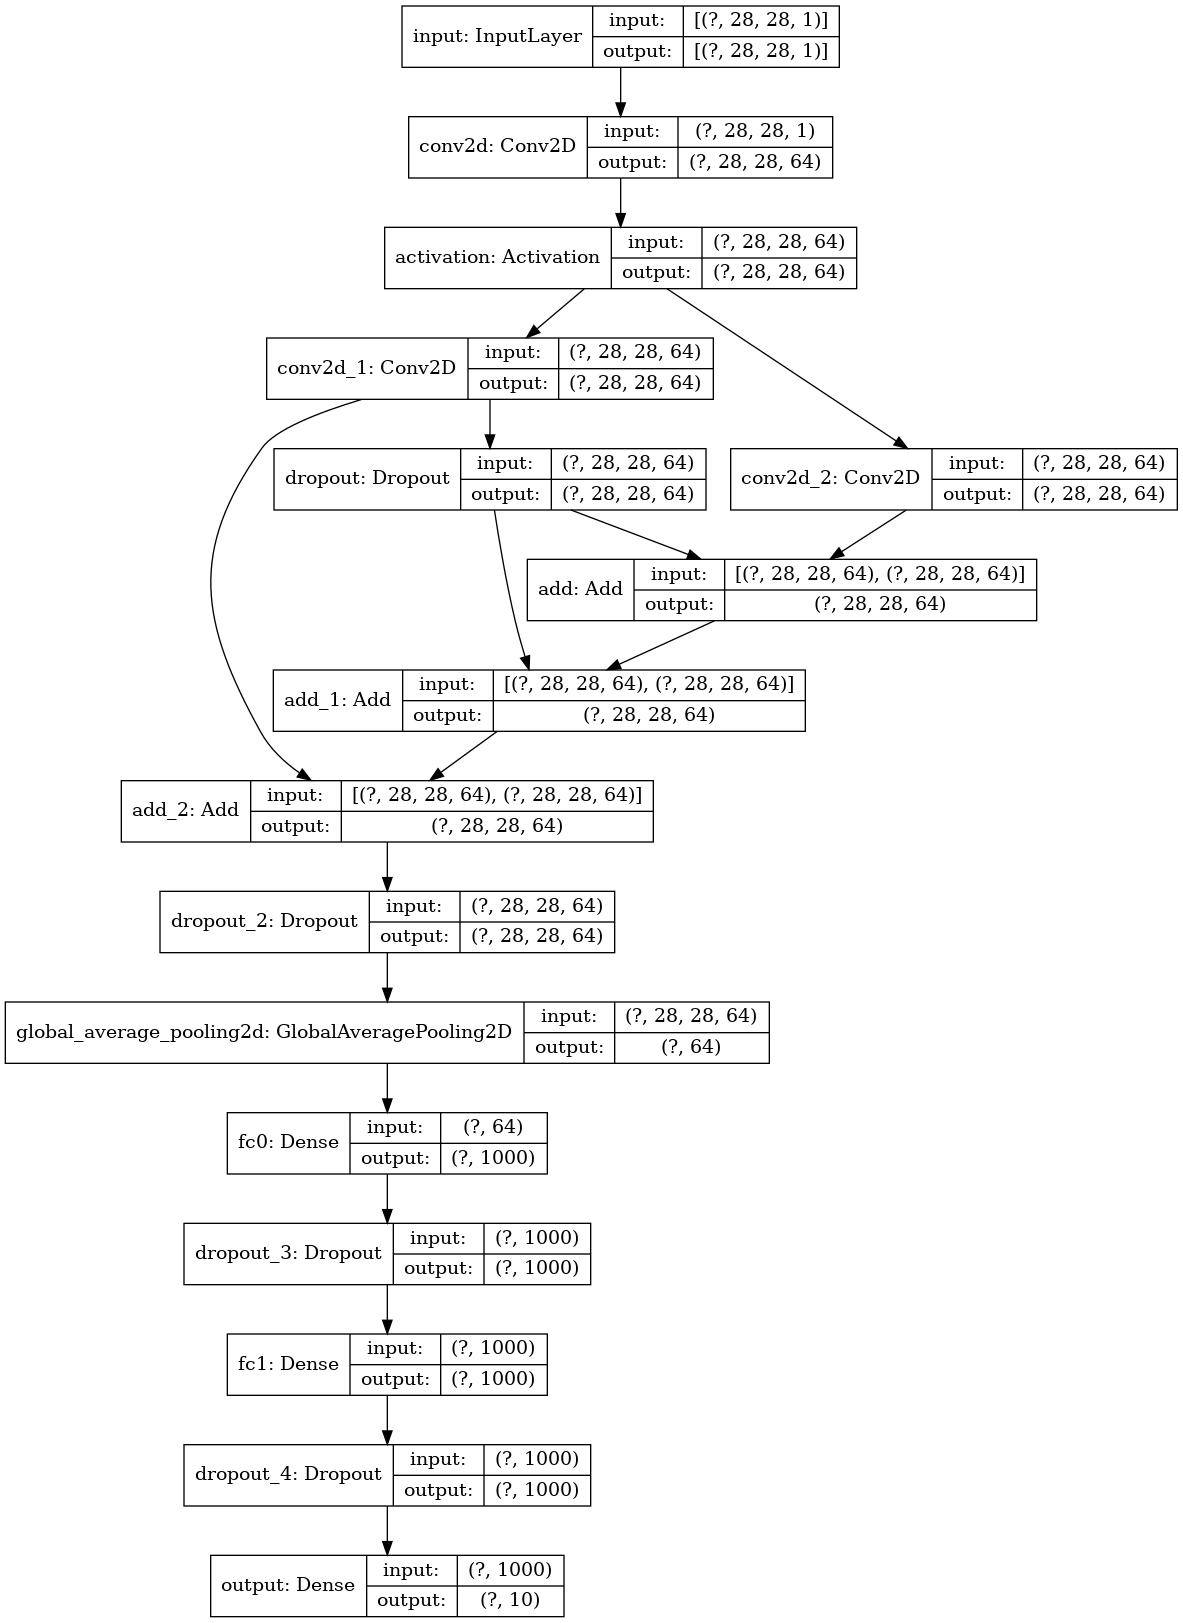 input: InputLayer
input: [(?, 28, 28, 1)]
output: [(?, 28, 28, 1)]
conv2d: Conv2D
input: (?, 28, 28, 1)
output: (?, 28, 28, 64)
activation: Activation
input: (?, 28, 28, 64)
output: (?, 28, 28, 64)
conv2d_1: Conv2D
input: (?, 28, 28, 64)
output: (?, 28, 28, 64)
dropout: Dropout
input: (?, 28, 28, 64)
output: (?, 28, 28, 64)
conv2d_2: Conv2D
input: (?, 28, 28, 64)
output: (?, 28, 28, 64)
add: Add
input: [(?, 28, 28, 64), (?, 28, 28, 64)]
output: (?, 28, 28, 64)
add_1: Add
input: [(?, 28, 28, 64), (?, 28, 28, 64)]
output: (?, 28, 28, 64)
add_2: Add
input: [(?, 28, 28, 64), (?, 28, 28, 64)]
output: (?, 28, 28, 64)
dropout_2: Dropout
input: (?, 28, 28, 64)
output: (?, 28, 28, 64)
global_average_pooling2d: GlobalAveragePooling2D
input: (?, 28, 28, 64)
output: (?, 64)
fc0: Dense
input: (?, 64)
output: (?, 1000)
dropout_3: Dropout
input: (?, 1000)
output: (?, 1000)
fc1: Dense
input: (?, 1000)
output: (?, 1000)
dropout_4: Dropout
input: (?, 1000)
output: (?, 1000)
output: Dense
input: (?, 1000)
output: (?, 10)